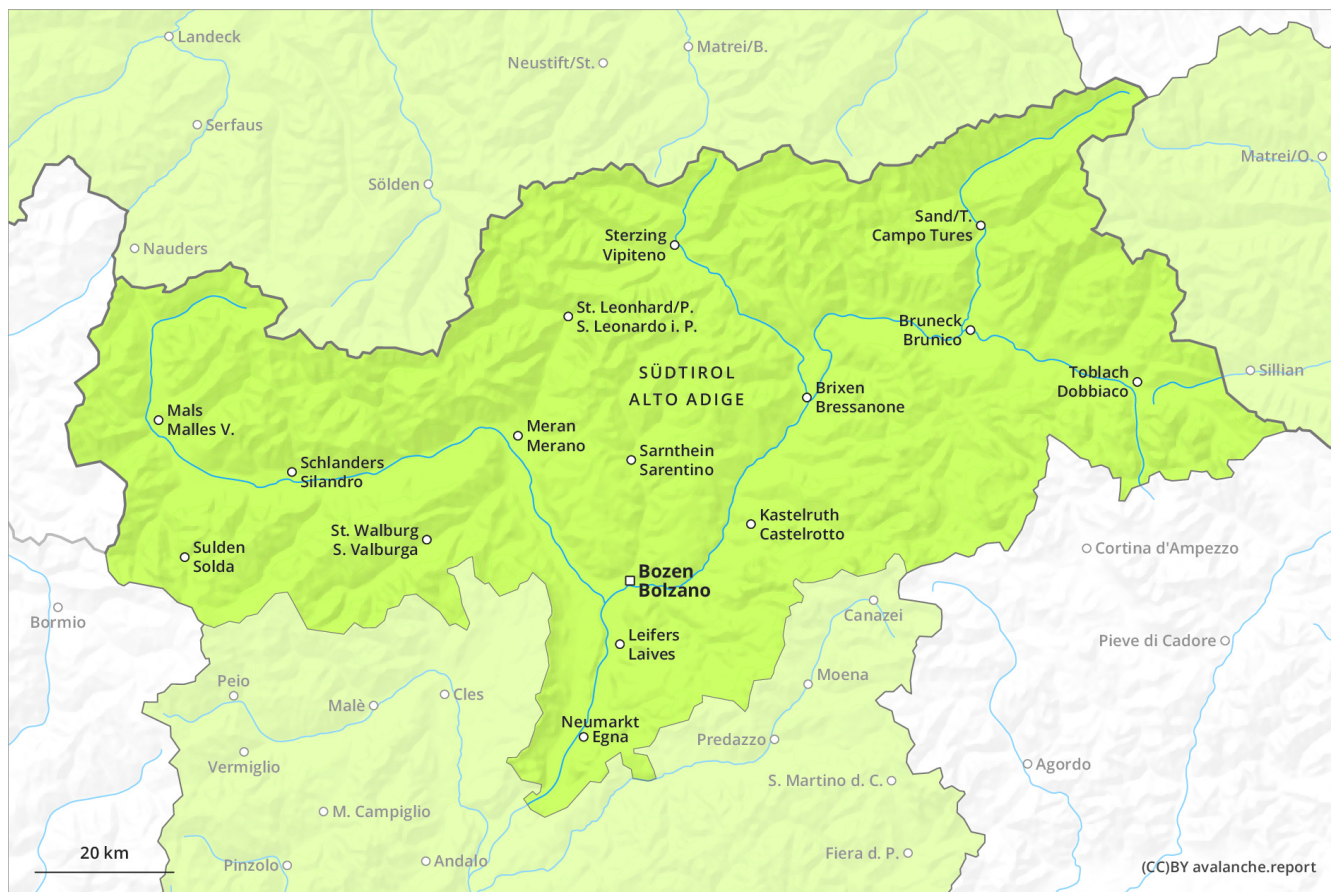 Landeck
Matrei/B.
Neustift/St.
Serfaus
Matrei/O.
Sölden
Nauders
Sand/T.
Campo Tures
Sterzing
Vipiteno
St. Leonhard/P.
S. Leonardo i. P.
Bruneck
Brunico
SÜDTIROL
ALTO ADIGE
Toblach
Dobbiaco
Sillian
Brixen
Bressanone
Mals
Malles V.
Meran
Merano
Sarnthein
Sarentino
Schlanders
Silandro
Kastelruth
Castelrotto
St. Walburg
S. Valburga
Sulden
Solda
Cortina d'Ampezzo
Bozen
Bolzano
Bormio
Canazei
Leifers
Laives
Pieve di Cadore
Moena
Peio
Malè
Cles
Neumarkt
Egna
Predazzo
Vermiglio
Agordo
S. Martino d. C.
M. Campiglio
20 km
Pinzolo
Andalo
Fiera d. P.
(CC)BY avalanche.report